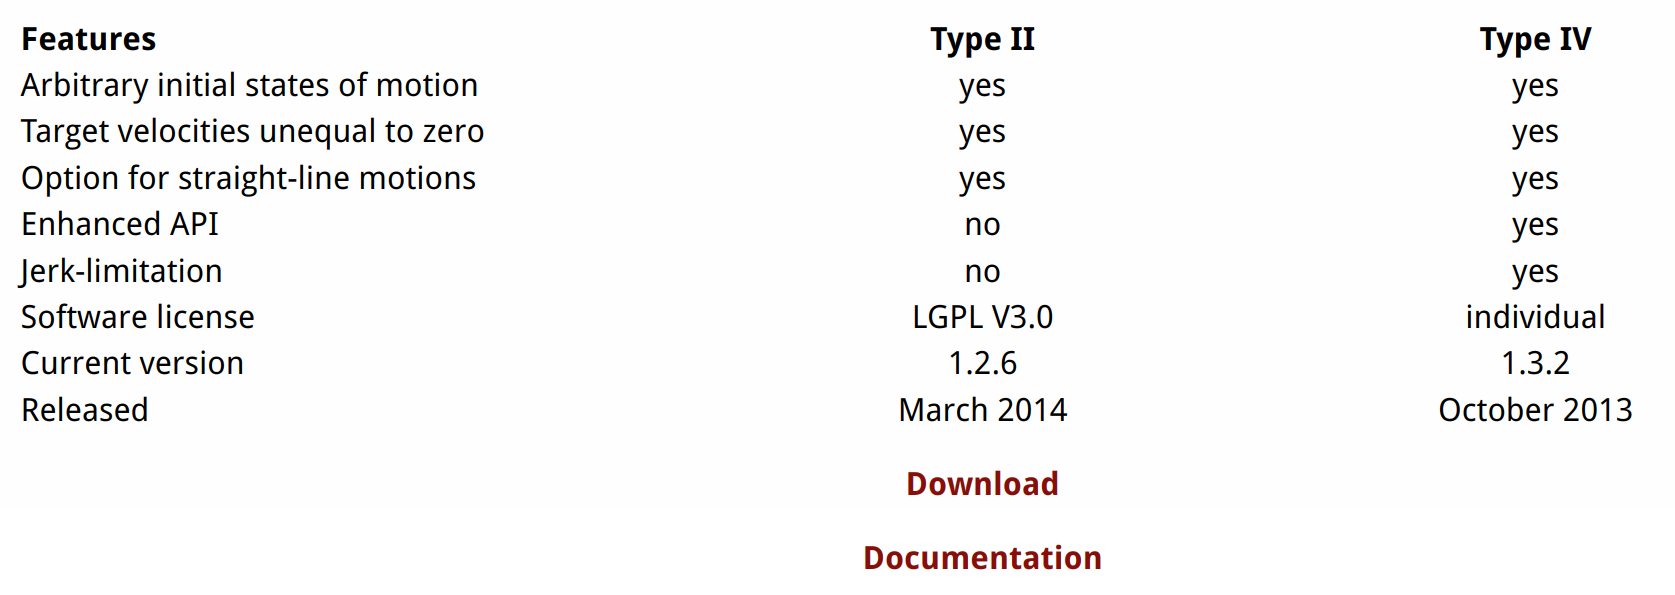 Features Type II Type IV
Arbitrary initial states of motion yes yes
Target velocities unequal to zero yes yes
Option for straight-line motions yes yes
Enhanced API no yes
Jerk-limitation no yes
Software license LGPL V3.0 individual
Current version 1.2.6 1.3.2
Released March 2014 October 2013
Download
Documentation